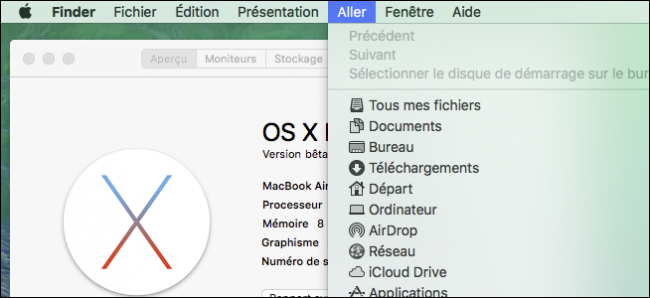 Finder Fichier Édition Présentation Aller Fenêtre Aide
Précédent
Suivant
Sélectionner le disque de démarrage sur le bur
Aperçu Moniteurs Stockage
Tous mes fichiers
Documents
Bureau
Téléchargements
Départ
Ordinateur
AirDrop
Réseau
iCloud Drive
Applications
OS X
Version bêta
MacBook Air
Processeur
Mémoire 8
Graphisme
Numéro de s